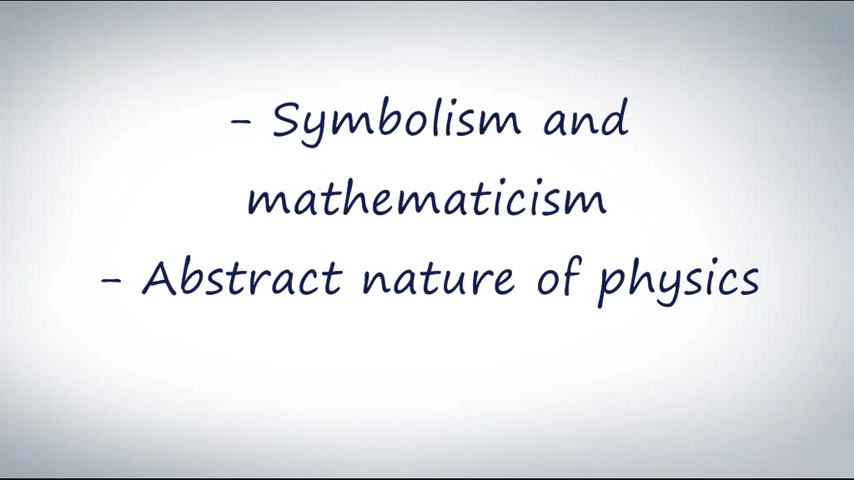 - Symbolism and
mathematicism
- Abstract nature of physics